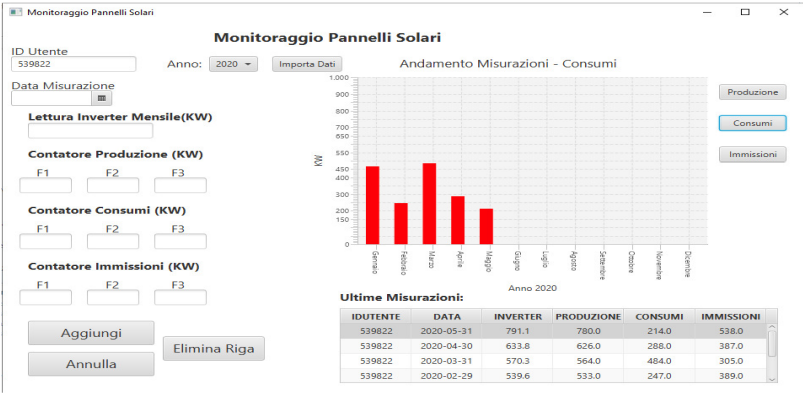 Monitoraggio Pannelli Solari
Monitoraggio Pannelli Solari
ID Utente
539822
Anno: 2020 Importa Dati
Data Misurazione
Lettura Inverter Mensile(KW)
Contatore Produzione (KW)
F1 F2 F3
Contatore Consumi (KW)
F1 F2 F3
Contatore Immissioni (KW)
F1 F2 F3
Aggiungi
Annulla
Elimina Riga
Andamento Misurazioni - Consumi
1.000
900
800
700
650
550
450
400
300
200
150
0
KW
Gennaio
Febbraio
Marzo
Aprile
Maggio
Giugno
Luglio
Agosto
Settembre
Ottobre
Novembre
Dicembre
Anno 2020
Produzione
Consumi
Immissioni
Ultime Misurazioni:
IDUTENTE DATA INVERTER PRODUZIONE CONSUMI IMMISSIONI
539822 2020-05-31 791.1 780.0 214.0 538.0
539822 2020-04-30 633.8 626.0 288.0 387.0
539822 2020-03-31 570.3 564.0 484.0 305.0
539822 2020-02-29 539.6 533.0 247.0 389.0